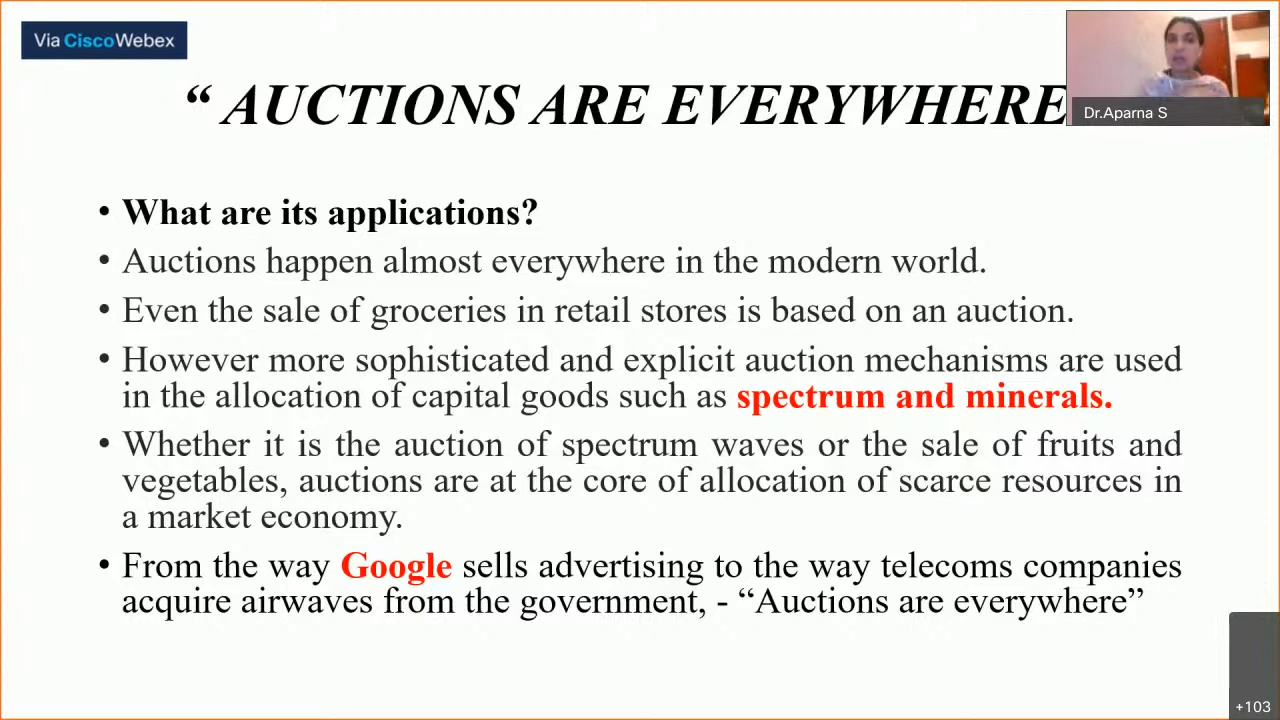 Via CiscoWebex
“ AUCTIONS ARE EVERYWHERE
Dr.Aparna S
• What are its applications?
• Auctions happen almost everywhere in the modern world.
• Even the sale of groceries in retail stores is based on an auction.
• However more sophisticated and explicit auction mechanisms are used
in the allocation of capital goods such as spectrum and minerals.
• Whether it is the auction of spectrum waves or the sale of fruits and
vegetables, auctions are at the core of allocation of scarce resources in
a market economy.
• From the way Google sells advertising to the way telecoms companies
acquire airwaves from the government, - “Auctions are everywhere”
+103